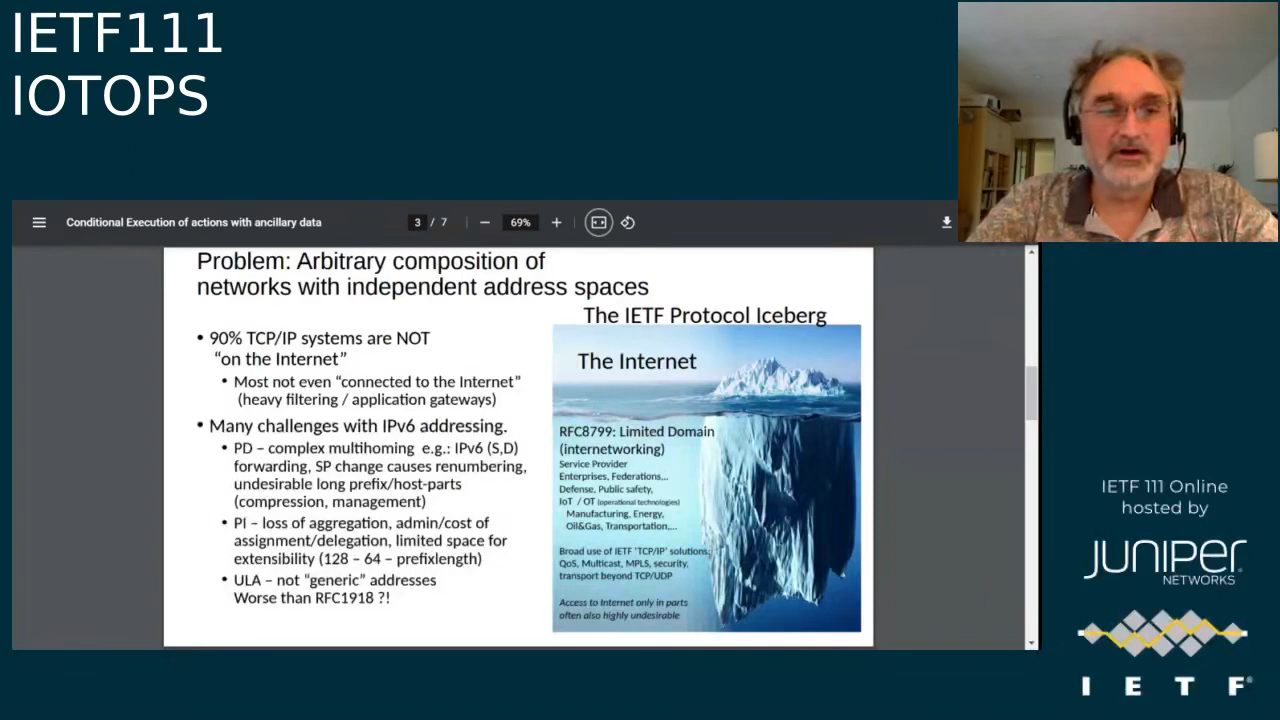 IETF111
IOTOPS
Conditional Execution of actions with ancillary data
3 / 7
69%
Problem: Arbitrary composition of
networks with independent address spaces
The IETF Protocol Iceberg
• 90% TCP/IP systems are NOT
“on the Internet”
• Most not even “connected to the Internet”
(heavy filtering / application gateways)
• Many challenges with IPv6 addressing.
• PD – complex multihoming e.g.: IPv6 (S,D)
forwarding, SP change causes renumbering,
undesirable long prefix/host-parts
(compression, management)
• PI – loss of aggregation, admin/cost of
assignment/delegation, limited space for
extensibility (128 – 64 – prefixlength)
• ULA – not “generic” addresses
Worse than RFC1918 ?!
The Internet
RFC8799: Limited Domain
(internetworking)
Service Provider
Enterprises, Federations,..
Defense, Public safety,
IoT / OT (operational technologies)
Manufacturing, Energy,
Oil&Gas, Transportation,...
Broad use of IETF ‘TCP/IP’ solutions;
QoS, Multicast, MPLS, security,
transport beyond TCP/UDP
Access to Internet only in parts
often also highly undesirable
IETF 111 Online
hosted by
JUNIPER
NETWORKS
I E T F®